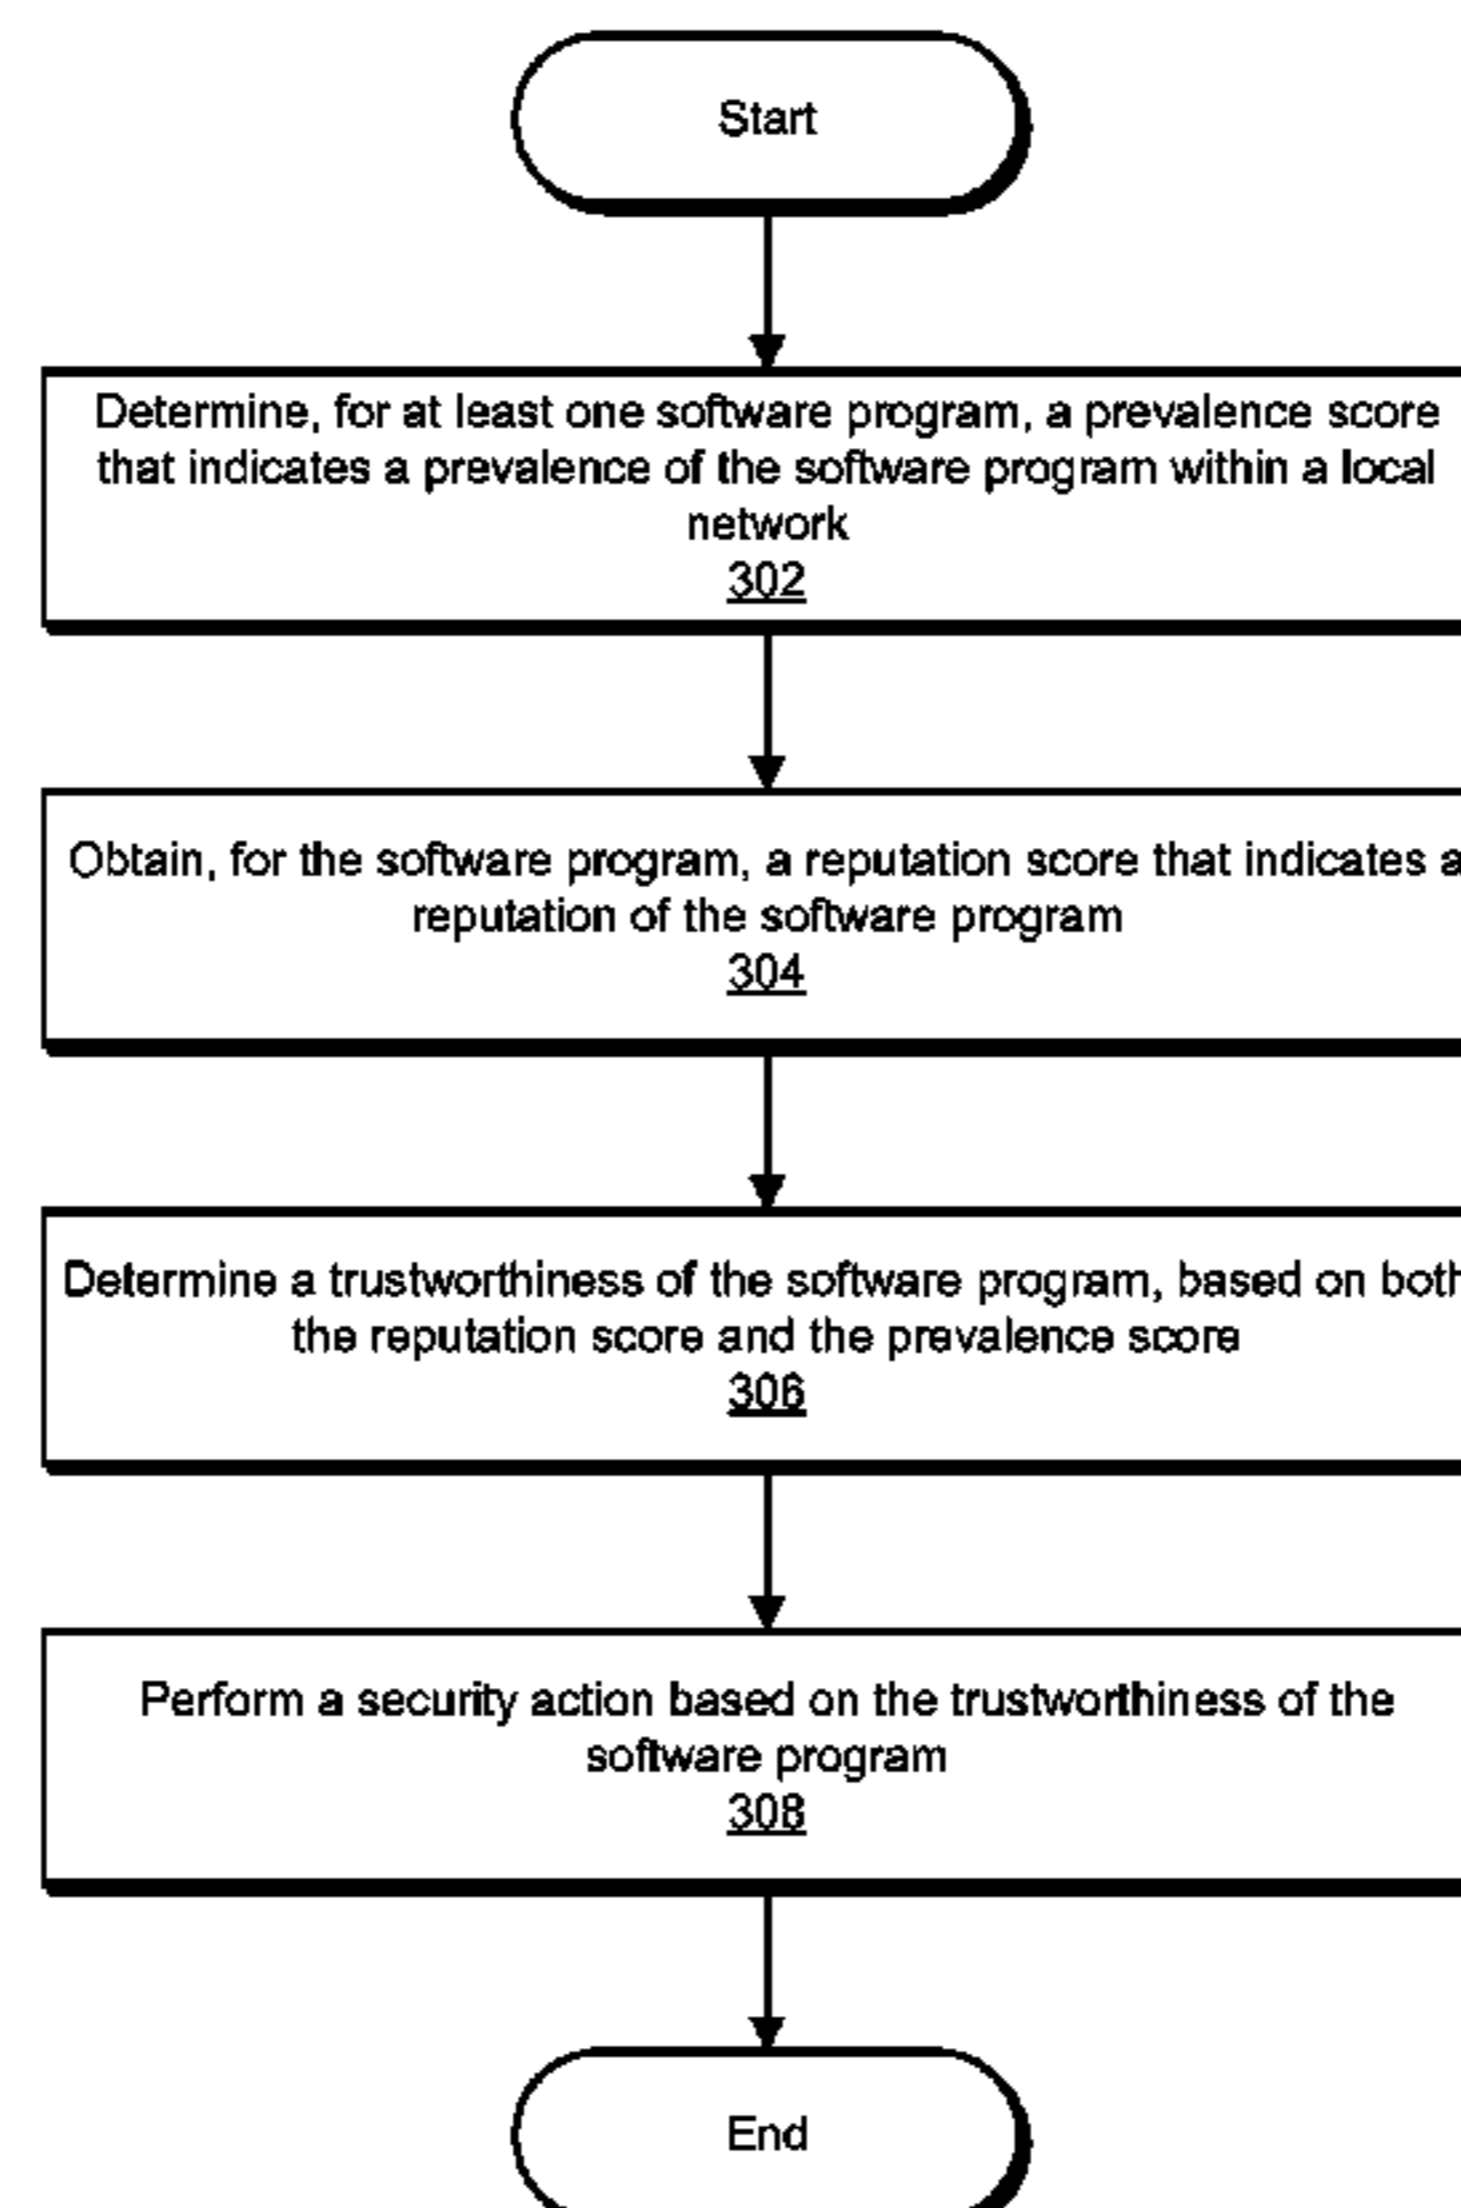 Start
Determine, for at least one software program, a prevalence score
that indicates a prevalence of the software program within a local
network
302
Obtain, for the software program, a reputation score that indicates a
reputation of the software program
304
Determine a trustworthiness of the software program, based on both
the reputation score and the prevalence score
306
Perform a security action based on the trustworthiness of the
software program
308
End